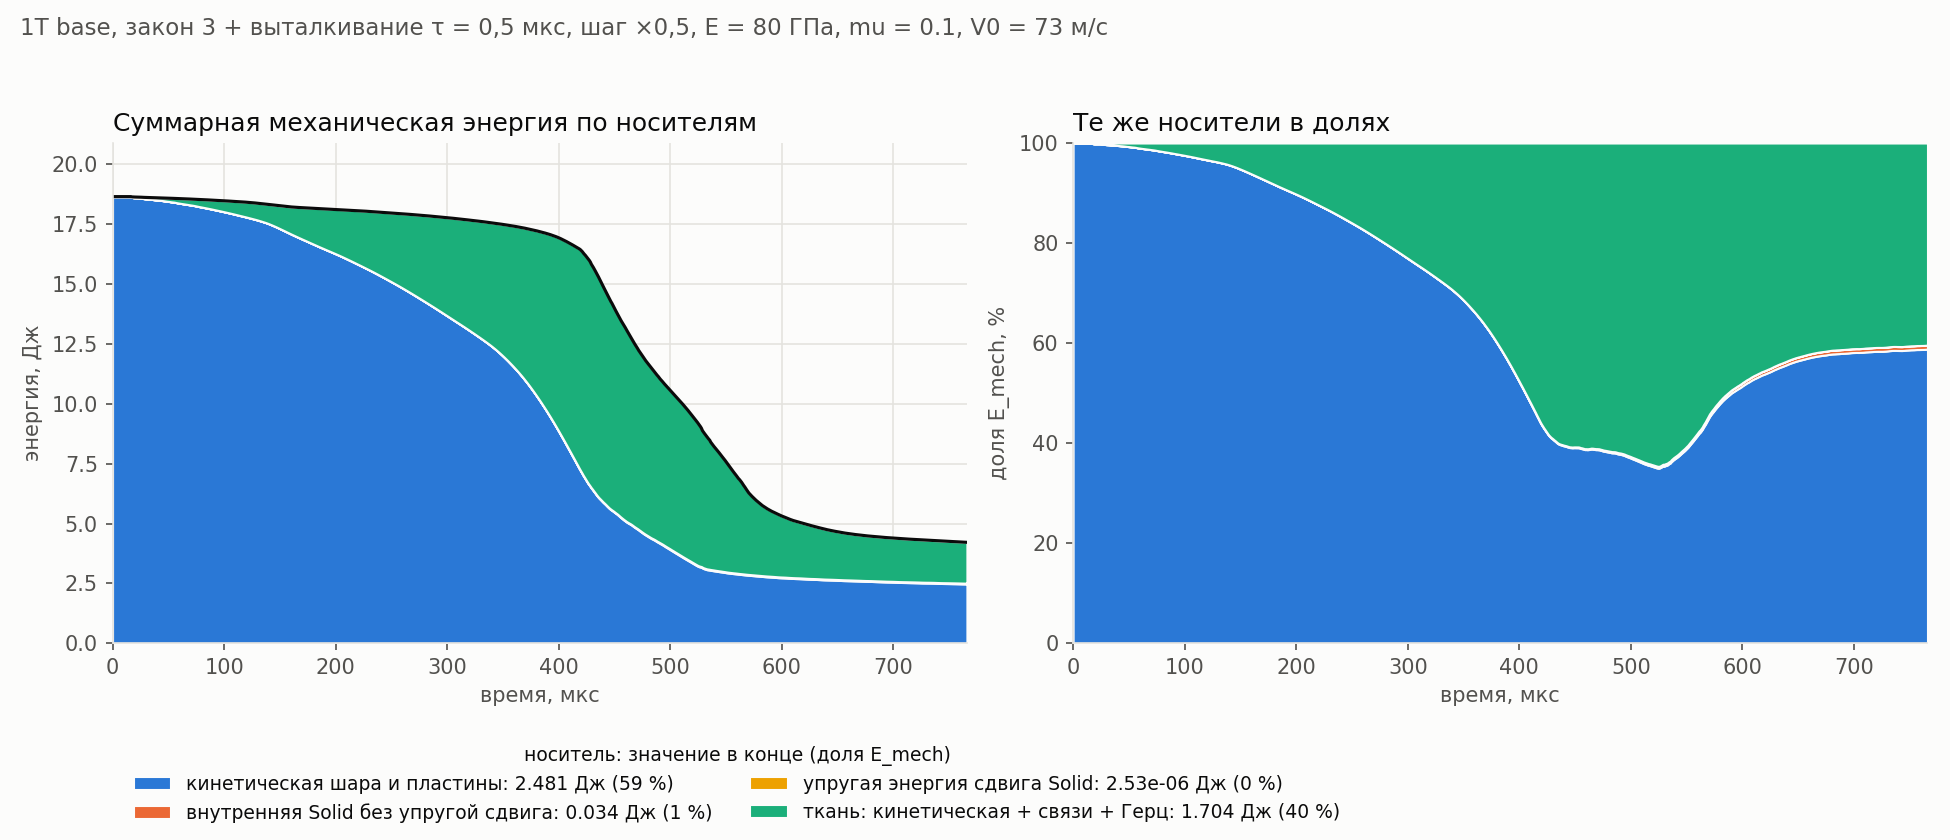 1T base, закон 3 + выталкивание τ = 0,5 мкс, шаг ×0,5, E = 80 ГПа, mu = 0.1, V0 = 73 м/с
Суммарная механическая энергия по носителям
энергия, Дж
20.0
17.5
15.0
12.5
10.0
7.5
5.0
2.5
0.0
0 100 200 300 400 500 600 700
время, мкс
Те же носители в долях
доля E_mech, %
100
80
60
40
20
0
0 100 200 300 400 500 600 700
время, мкс
носитель: значение в конце (доля E_mech)
кинетическая шара и пластины: 2.481 Дж (59 %)
внутренняя Solid без упругой сдвига: 0.034 Дж (1 %)
упругая энергия сдвига Solid: 2.53e-06 Дж (0 %)
ткань: кинетическая + связи + Герц: 1.704 Дж (40 %)